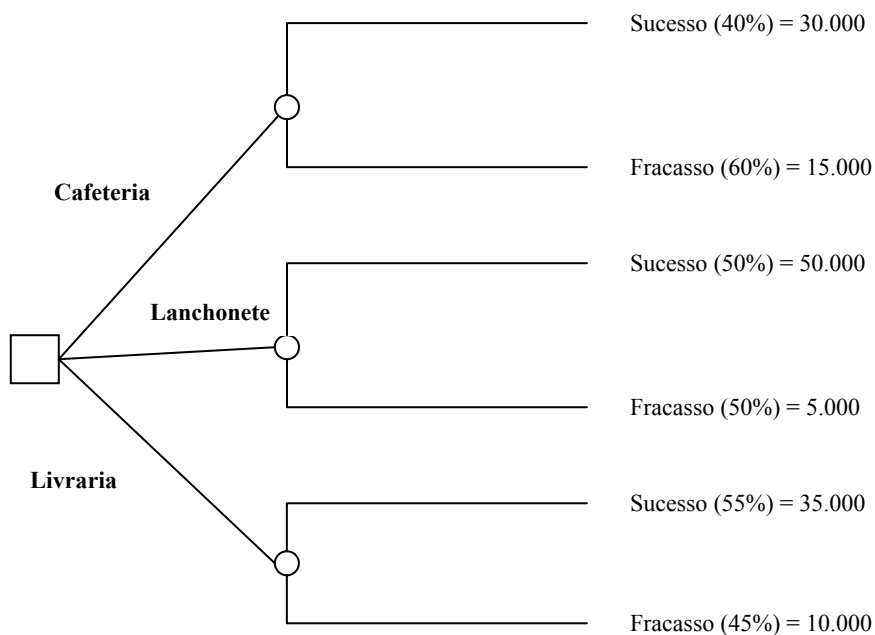 Sucesso (40%) = 30.000
Fracasso (60%) = 15.000
Cafeteria
Sucesso (50%) = 50.000
Lanchonete
Fracasso (50%) = 5.000
Livraria
Sucesso (55%) = 35.000
Fracasso (45%) = 10.000